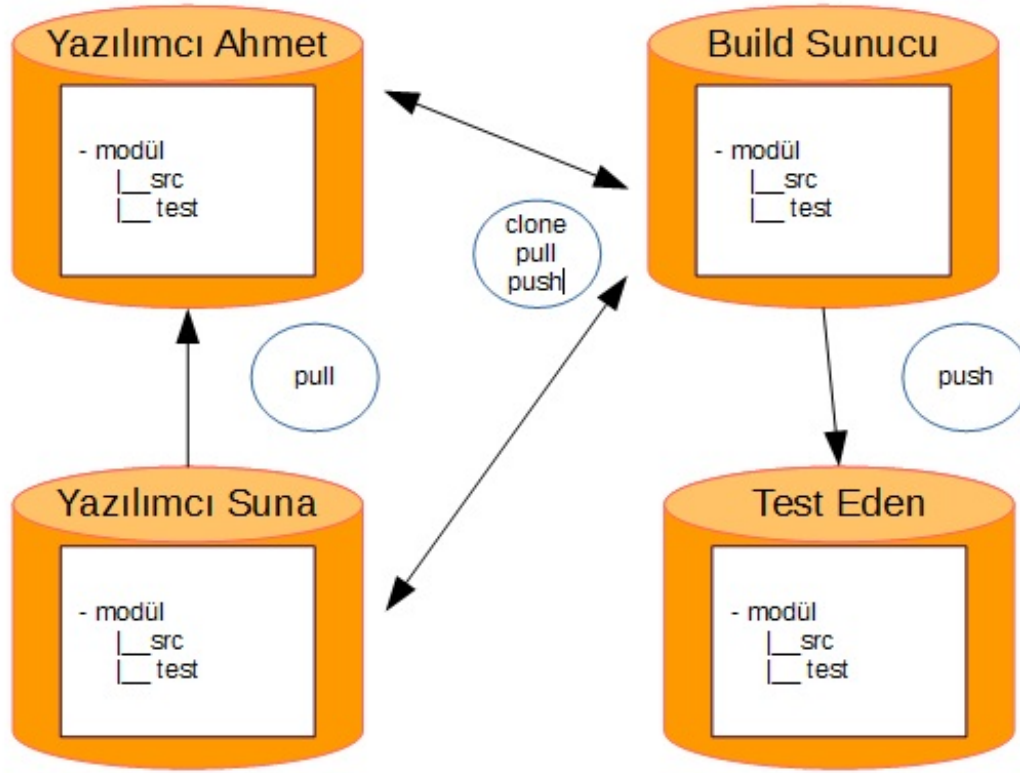 Yazılımcı Ahmet
- modül
|__src
|__ test
Build Sunucu
- modül
|__src
|__ test
clone
pull
push
pull
push
Yazılımcı Suna
- modül
|__src
|__ test
Test Eden
- modül
|__src
|__ test